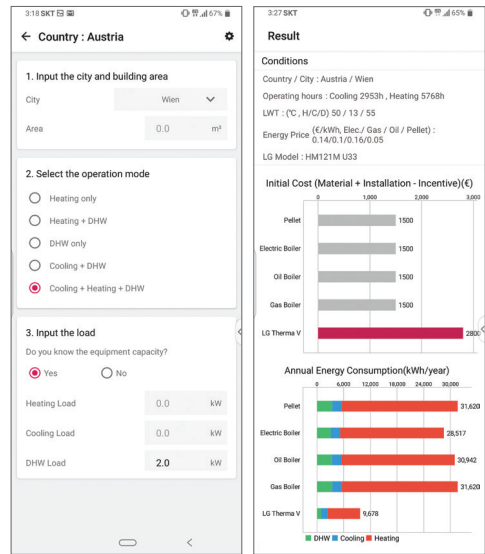 3:18 SKT
67%
Country : Austria
1. Input the city and building area
City Wien
Area 0.0 m²
2. Select the operation mode
Heating only
Heating + DHW
DHW only
Cooling + DHW
Cooling + Heating + DHW
3. Input the load
Do you know the equipment capacity?
Yes No
Heating Load 0.0 kW
Cooling Load 0.0 kW
DHW Load 2.0 kW
3:27 SKT
65%
Result
Conditions
Country / City : Austria / Wien
Operating hours : Cooling 2953h , Heating 5768h
LWT : (℃ , H/C/D) 50 / 13 / 55
Energy Price (€/kWh, Elec./ Gas / Oil / Pellet) :
0.14/0.1/0.16/0.05
LG Model : HM121M U33
Initial Cost (Material + Installation - Incentive)(€)
0 1,000 2,000 3,000
Pellet 1500
Electric Boiler 1500
Oil Boiler 1500
Gas Boiler 1500
LG Therma V 2800
Annual Energy Consumption(kWh/year)
0 6,000 12,000 18,000 24,000 30,000
Pellet 31,620
Electric Boiler 28,517
Oil Boiler 30,942
Gas Boiler 31,620
LG Therma V 9,678
DHW Cooling Heating